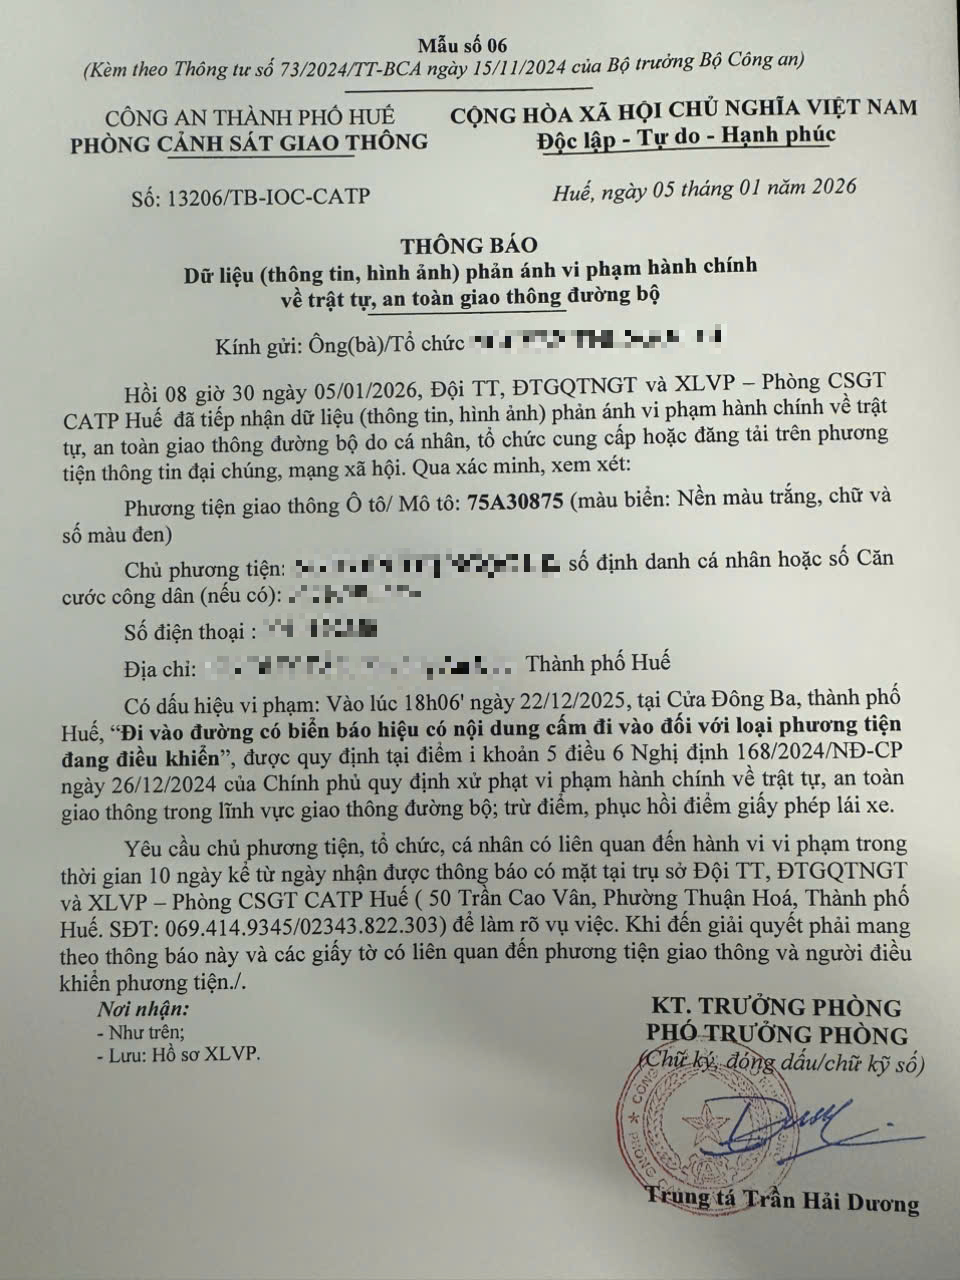 Mẫu số 06
(Kèm theo Thông tư số 73/2024/TT-BCA ngày 15/11/2024 của Bộ trưởng Bộ Công an)
CÔNG AN THÀNH PHỐ HUẾ
PHÒNG CẢNH SÁT GIAO THÔNG
CỘNG HÒA XÃ HỘI CHỦ NGHĨA VIỆT NAM
Độc lập - Tự do - Hạnh phúc
Số: 13206/TB-IOC-CATP
Huế, ngày 05 tháng 01 năm 2026
THÔNG BÁO
Dữ liệu (thông tin, hình ảnh) phản ánh vi phạm hành chính
về trật tự, an toàn giao thông đường bộ
Kính gửi: Ông(bà)/Tổ chức
Hồi 08 giờ 30 ngày 05/01/2026, Đội TT, ĐTGQTNGT và XLVP – Phòng CSGT
CATP Huế đã tiếp nhận dữ liệu (thông tin, hình ảnh) phản ánh vi phạm hành chính về trật
tự, an toàn giao thông đường bộ do cá nhân, tổ chức cung cấp hoặc đăng tải trên phương
tiện thông tin đại chúng, mạng xã hội. Qua xác minh, xem xét:
Phương tiện giao thông Ô tô/ Mô tô: 75A30875 (màu biển: Nền màu trắng, chữ và
số màu đen)
Chủ phương tiện: số định danh cá nhân hoặc số Căn
cước công dân (nếu có):
Số điện thoại :
Địa chỉ: Thành phố Huế
Có dấu hiệu vi phạm: Vào lúc 18h06' ngày 22/12/2025, tại Cửa Đông Ba, thành phố
Huế, “Đi vào đường có biển báo hiệu có nội dung cấm đi vào đối với loại phương tiện
đang điều khiển”, được quy định tại điểm i khoản 5 điều 6 Nghị định 168/2024/NĐ-CP
ngày 26/12/2024 của Chính phủ quy định xử phạt vi phạm hành chính về trật tự, an toàn
giao thông trong lĩnh vực giao thông đường bộ; trừ điểm, phục hồi điểm giấy phép lái xe.
Yêu cầu chủ phương tiện, tổ chức, cá nhân có liên quan đến hành vi vi phạm trong
thời gian 10 ngày kể từ ngày nhận được thông báo có mặt tại trụ sở Đội TT, ĐTGQTNGT
và XLVP – Phòng CSGT CATP Huế ( 50 Trần Cao Vân, Phường Thuận Hoá, Thành phố
Huế. SĐT: 069.414.9345/02343.822.303) để làm rõ vụ việc. Khi đến giải quyết phải mang
theo thông báo này và các giấy tờ có liên quan đến phương tiện giao thông và người điều
khiển phương tiện./.
Nơi nhận:
- Như trên;
- Lưu: Hồ sơ XLVP.
KT. TRƯỞNG PHÒNG
PHÓ TRƯỞNG PHÒNG
(Chữ ký, đóng dấu/chữ kỹ số)
Trung tá Trần Hải Dương